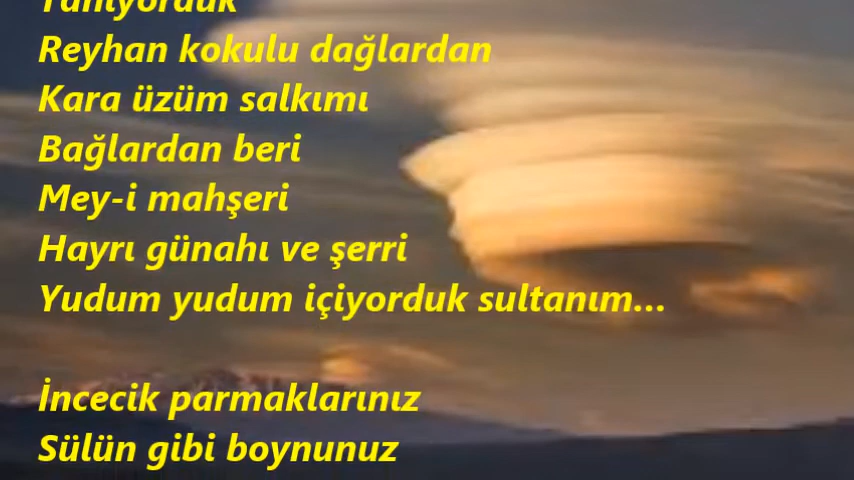 Tanıyorduk
Reyhan kokulu dağlardan
Kara üzüm salkımı
Bağlardan beri
Mey-i mahşeri
Hayrı günahı ve şerri
Yudum yudum içiyorduk sultanım...
İncecik parmaklarınız
Sülün gibi boynunuz